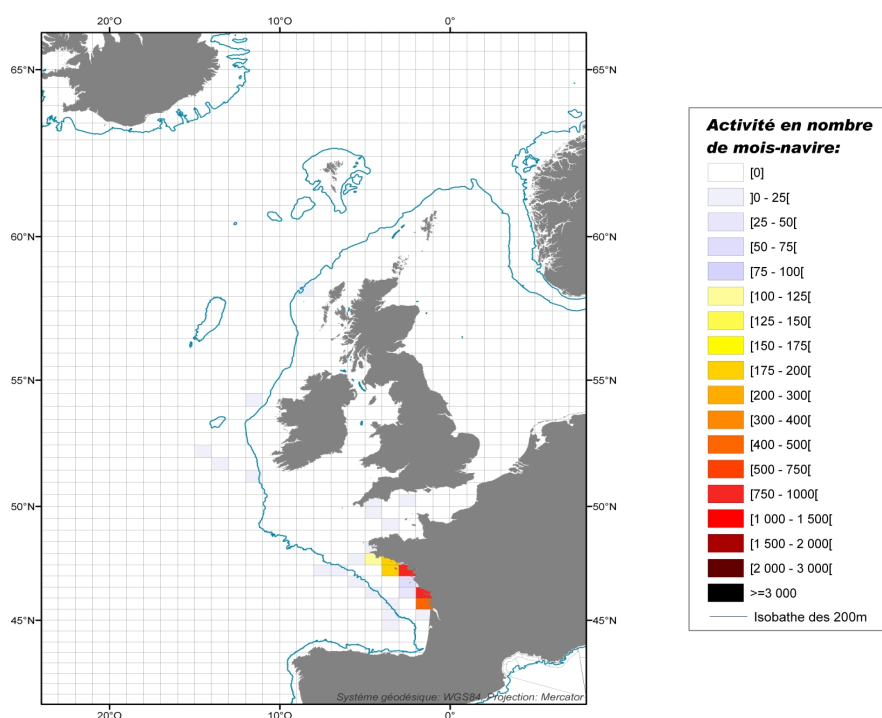 20°O 10°O 0°
65°N 65°N
60°N 60°N
55°N 55°N
50°N 50°N
45°N 45°N
Système géodésique: WGS84, Projection: Mercator
20°O 10°O 0°
Activité en nombre
de mois-navire:
[0]
]0 - 25[
[25 - 50[
[50 - 75[
[75 - 100[
[100 - 125[
[125 - 150[
[150 - 175[
[175 - 200[
[200 - 300[
[300 - 400[
[400 - 500[
[500 - 750[
[750 - 1000[
[1 000 - 1 500[
[1 500 - 2 000[
[2 000 - 3 000[
>=3 000
Isobathe des 200m